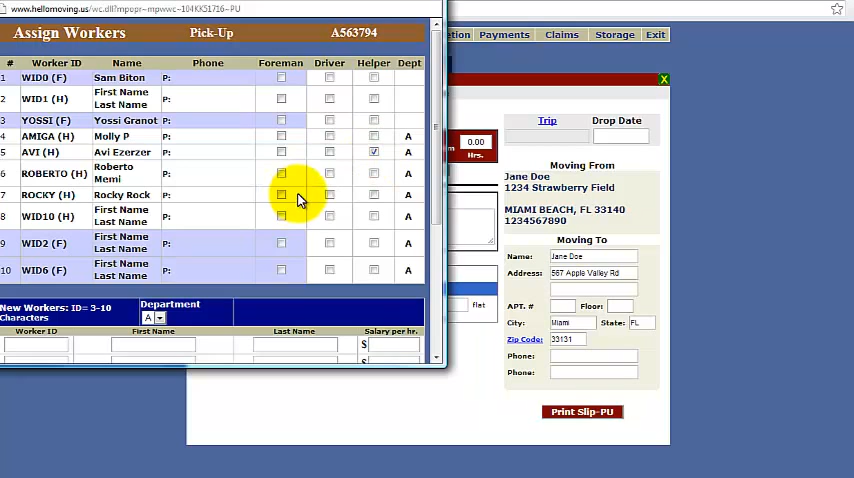 www.hellomoving.us/wc.dll?mpopr~mpwwc~104KK51716~PU
Assign Workers Pick-Up A563794
# Worker ID Name Phone Foreman Driver Helper Dept
1 WID0 (F) Sam Biton P:
2 WID1 (H) First Name Last Name P:
3 YOSSI (F) Yossi Granot P:
4 AMIGA (H) Molly P P: A
5 AVI (H) Avi Ezerzer P: A
6 ROBERTO (H) Roberto Memi P: A
7 ROCKY (H) Rocky Rock P: A
8 WID10 (H) First Name Last Name P: A
9 WID2 (F) First Name Last Name P: A
10 WID6 (F) First Name Last Name P: A
New Workers: ID= 3-10 Characters
Department
A
Worker ID First Name Last Name Salary per hr.
$
Payments Claims Storage Exit
X
0.00
Hrs.
flat
Trip Drop Date
Moving From
Jane Doe
1234 Strawberry Field
MIAMI BEACH, FL 33140
1234567890
Moving To
Name: Jane Doe
Address: 567 Apple Valley Rd
APT. # Floor:
City: Miami State: FL
Zip Code: 33131
Phone:
Phone:
Print Slip-PU